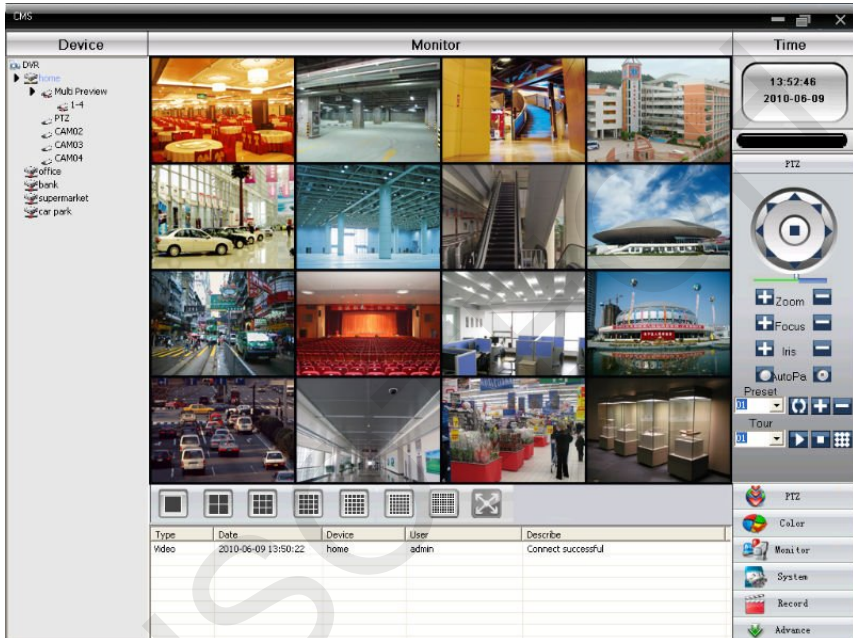 CMS
Device
Monitor
Time
DVR
home
Multi Preview
1-4
PTZ
CAM02
CAM03
CAM04
office
bank
supermarket
car park
13:52:46
2010-06-09
PTZ
Zoom
Focus
Iris
AutoPa
Preset
01
Tour
01
Type Date Device User Describe
Video 2010-06-09 13:50:22 home admin Connect successful
PTZ
Color
Monitor
System
Record
Advance